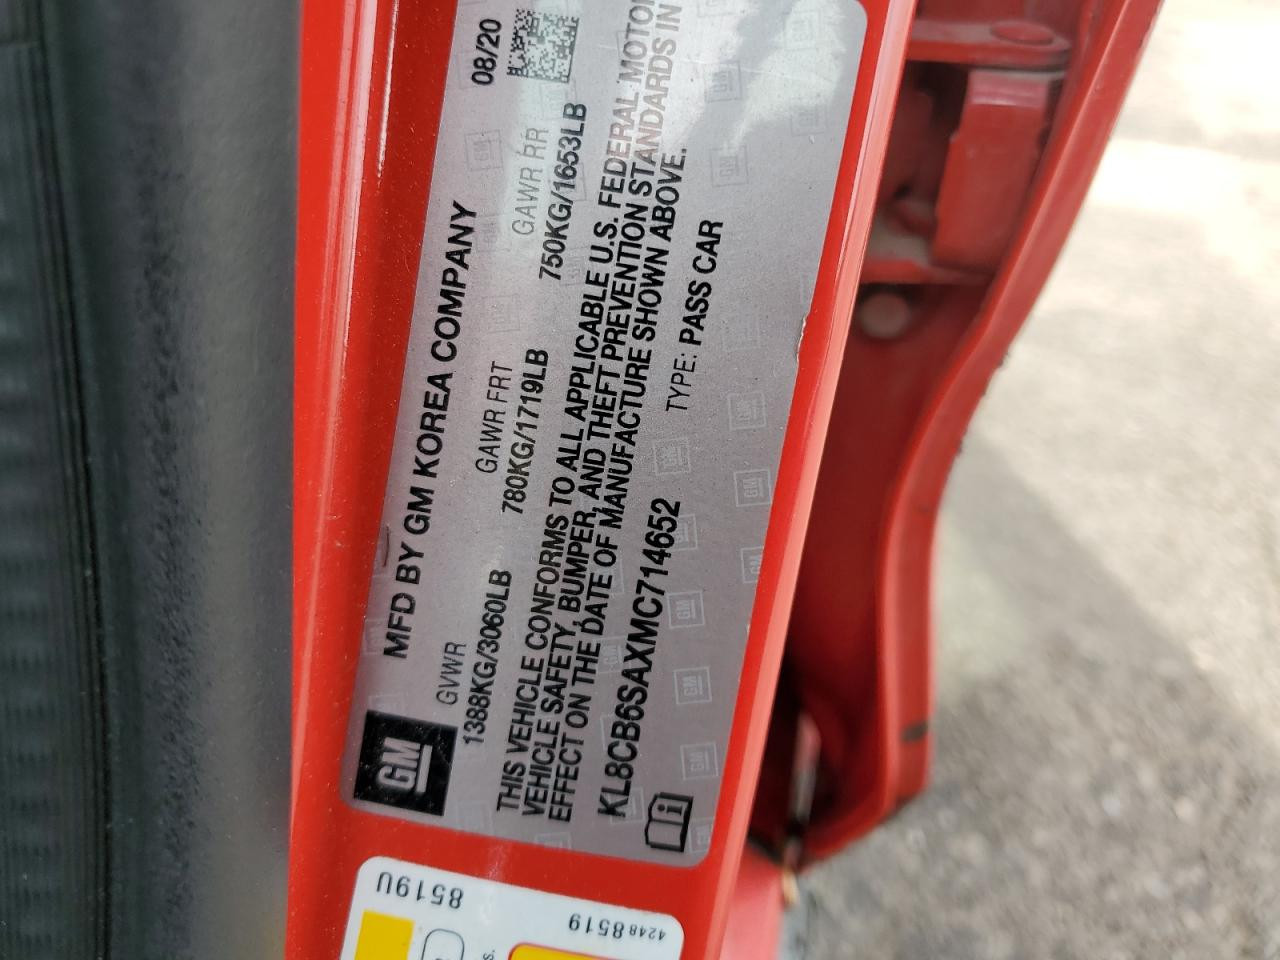 GM
MFD BY GM KOREA COMPANY
08/20
GVWR GAWR FRT GAWR RR
1388KG/3060LB 780KG/1719LB 750KG/1653LB
THIS VEHICLE CONFORMS TO ALL APPLICABLE U.S. FEDERAL MOTOR
VEHICLE SAFETY, BUMPER, AND THEFT PREVENTION STANDARDS IN
EFFECT ON THE DATE OF MANUFACTURE SHOWN ABOVE.
KL8CB6SAXMC714652 TYPE: PASS CAR
i
8519U
42488519